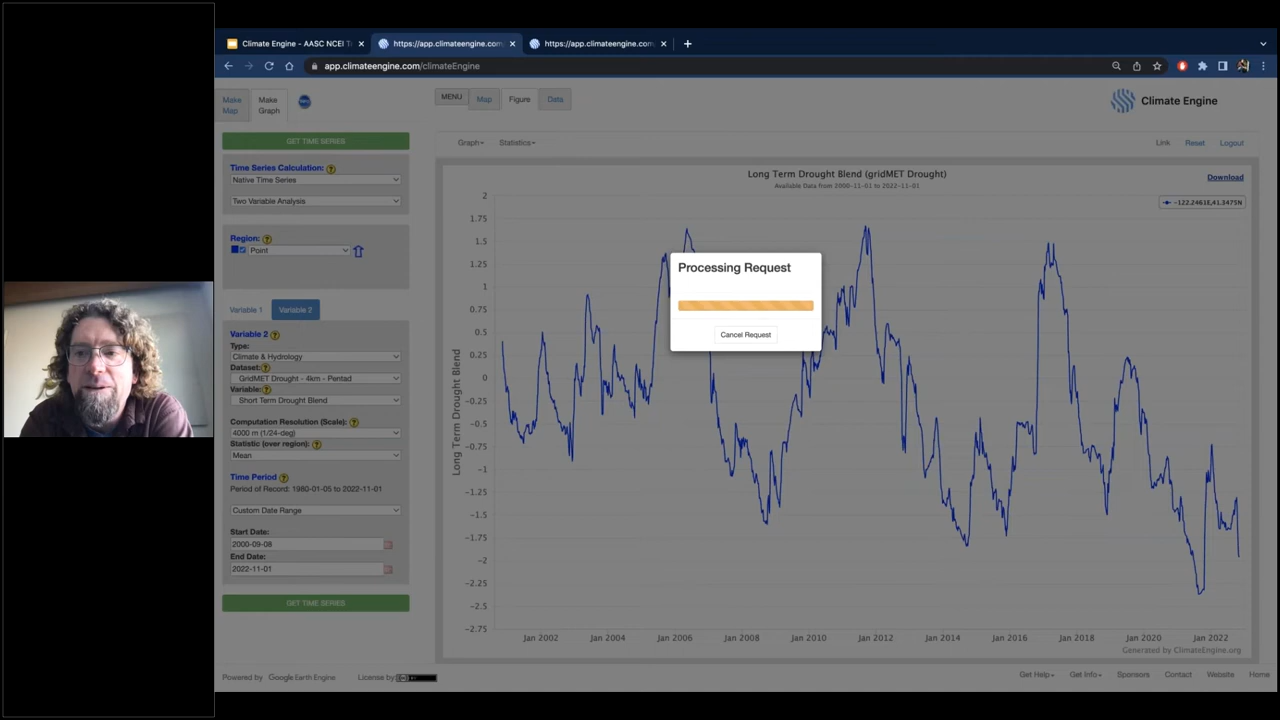 Climate Engine - AASC NCEI T
https://app.climateengine.com
https://app.climateengine.com
app.climateengine.com/climateEngine
Make Map
Make Graph
MENU
Map
Figure
Data
Climate Engine
GET TIME SERIES
Graph
Statistics
Link
Reset
Logout
Time Series Calculation:
Native Time Series
Two Variable Analysis
Region:
Point
Variable 1
Variable 2
Variable 2
Type:
Climate & Hydrology
Dataset:
GridMET Drought - 4km - Pentad
Variable:
Short Term Drought Blend
Computation Resolution (Scale):
4000 m (1/24-deg)
Statistic (over region):
Mean
Time Period
Period of Record: 1980-01-05 to 2022-11-01
Custom Date Range
Start Date:
2000-09-08
End Date:
2022-11-01
GET TIME SERIES
Long Term Drought Blend (gridMET Drought)
Available Data from 2000-11-01 to 2022-11-01
Download
-122.2461E,41.3475N
Processing Request
Cancel Request
Long Term Drought Blend
2
1.75
1.5
1.25
1
0.75
0.5
0.25
0
-0.25
-0.5
-0.75
-1
-1.25
-1.5
-1.75
-2
-2.25
-2.5
-2.75
Jan 2002
Jan 2004
Jan 2006
Jan 2008
Jan 2010
Jan 2012
Jan 2014
Jan 2016
Jan 2018
Jan 2020
Jan 2022
Generated by ClimateEngine.org
Powered by Google Earth Engine
License by
Get Help
Get Info
Sponsors
Contact
Website
Home